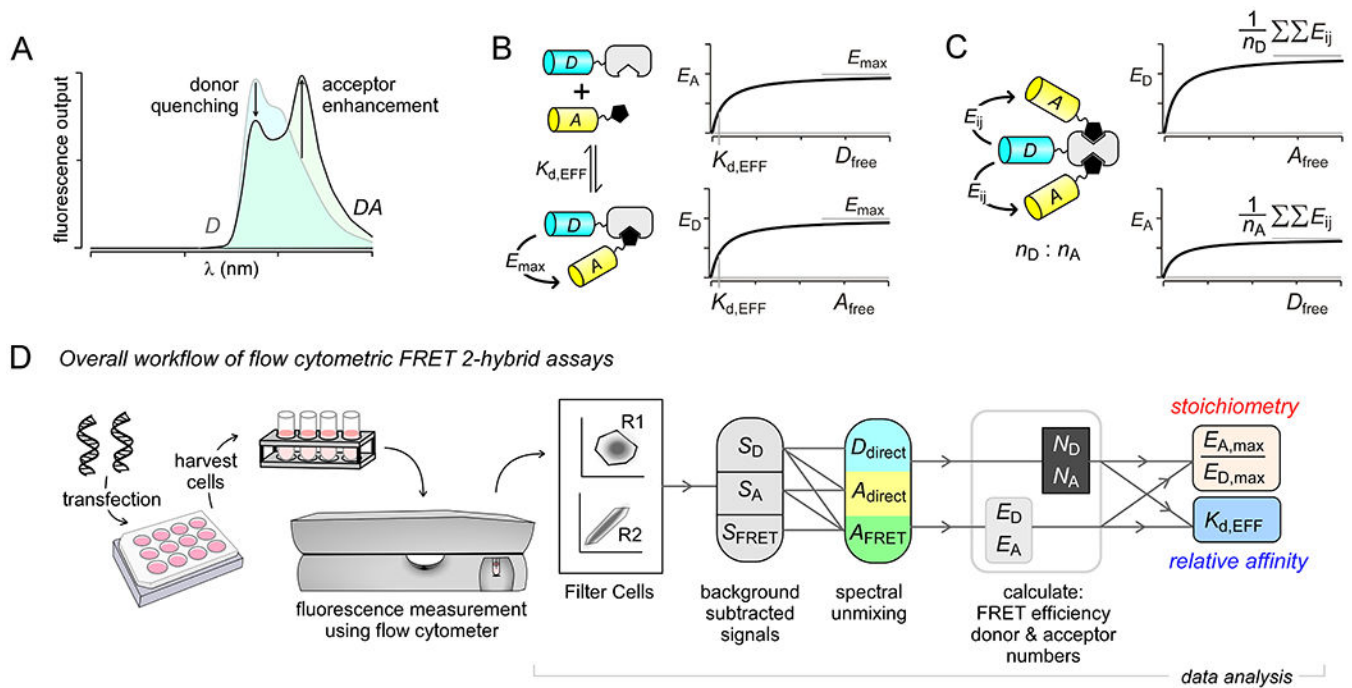 A
fluorescence output
donor
quenching
acceptor
enhancement
D
DA
λ (nm)
B
D
+
A
K_d,EFF
D
A
E_max
E_A
E_max
K_d,EFF
D_free
E_D
E_max
K_d,EFF
A_free
C
A
E_ij
D
E_ij
A
n_D : n_A
E_D
1/n_D ΣΣE_ij
A_free
E_A
1/n_A ΣΣE_ij
D_free
D
Overall workflow of flow cytometric FRET 2-hybrid assays
transfection
harvest
cells
fluorescence measurement
using flow cytometer
R1
R2
Filter Cells
S_D
S_A
S_FRET
background
subtracted
signals
D_direct
A_direct
A_FRET
spectral
unmixing
N_D
N_A
E_D
E_A
calculate:
FRET efficiency
donor & acceptor
numbers
stoichiometry
E_A,max
E_D,max
K_d,EFF
relative affinity
data analysis